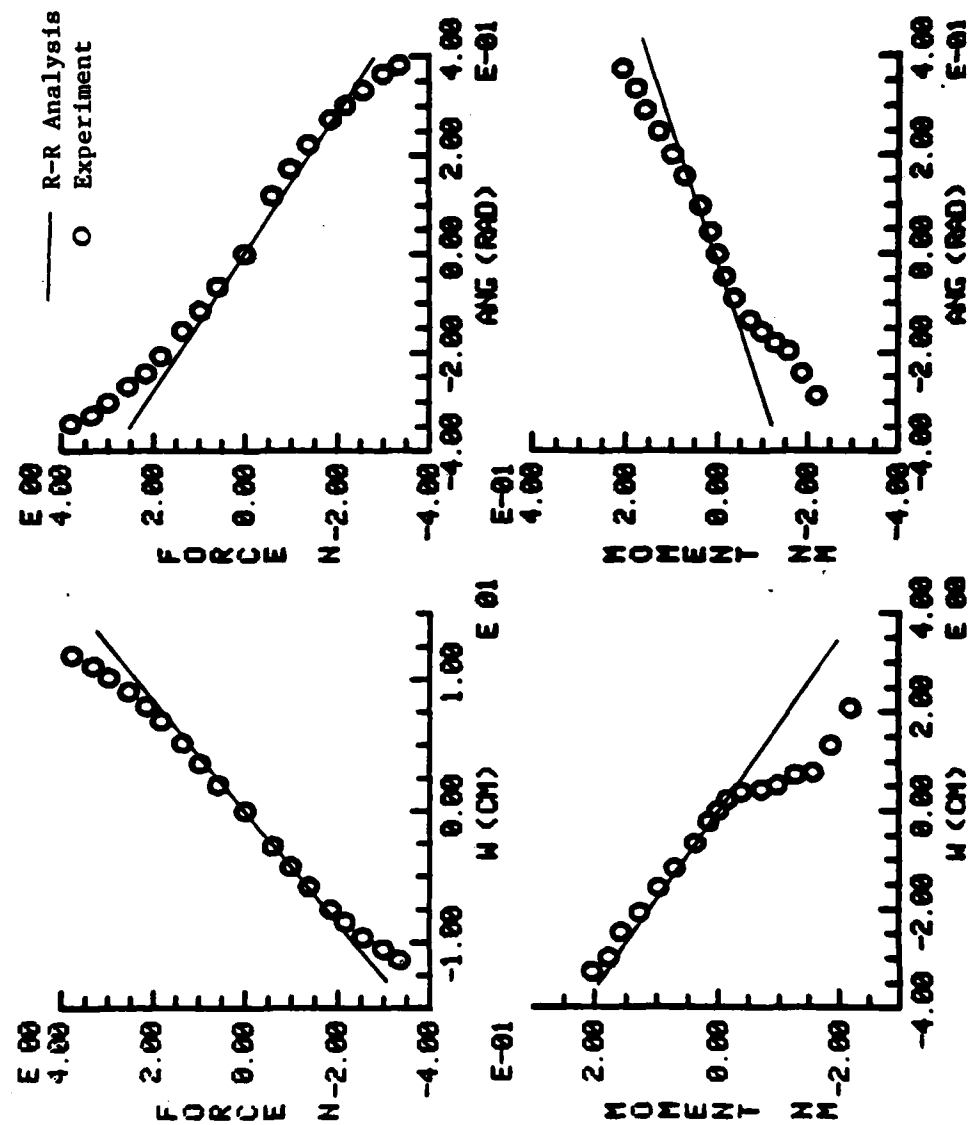 R-R Analysis
Experiment
E 00
4.00
2.00
0.00
-2.00
-4.00
FORCE N
-1.00 0.00 1.00
E 01
W (CM)
E 00
4.00
2.00
0.00
-2.00
-4.00
FORCE N
-4.00 -2.00 0.00 2.00 4.00
E-01
ANG (RAD)
E-01
2.00
0.00
-2.00
MOMENT NM
-4.00 -2.00 0.00 2.00 4.00
E 00
W (CM)
E-01
4.00
2.00
0.00
-2.00
-4.00
MOMENT NM
-4.00 -2.00 0.00 2.00 4.00
E-01
ANG (RAD)